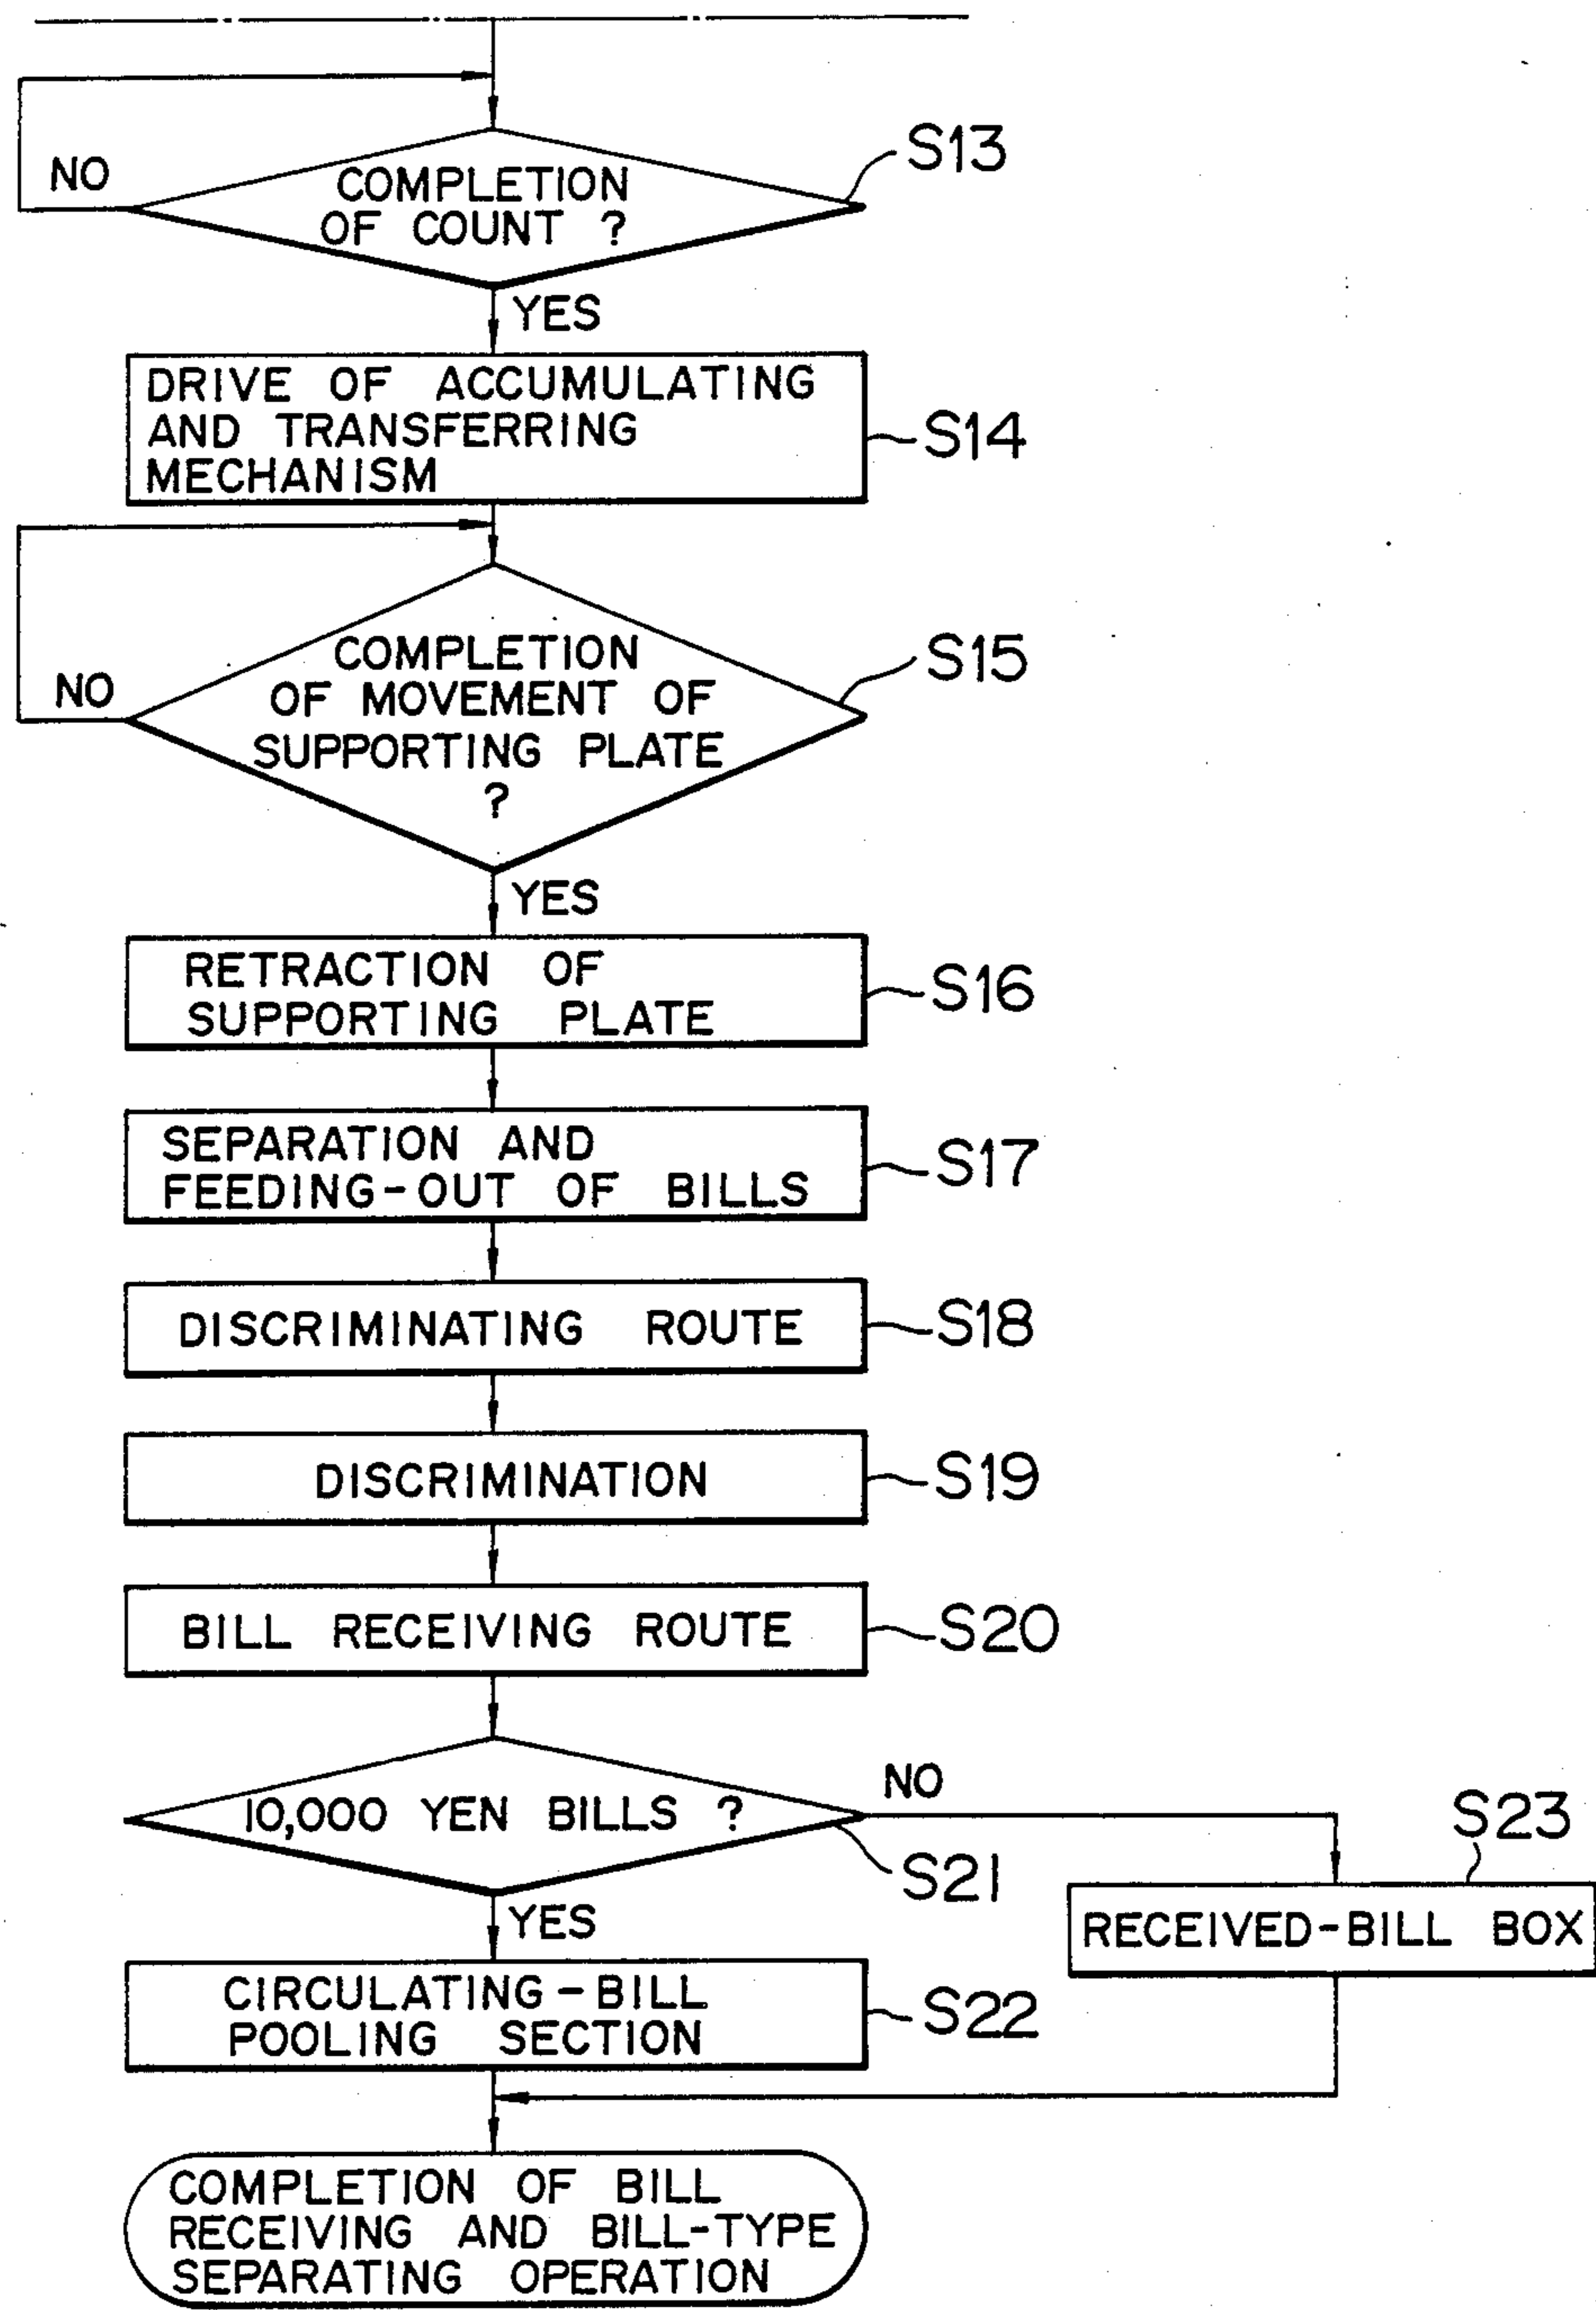 NO
COMPLETION
OF COUNT ?
S13
YES
DRIVE OF ACCUMULATING
AND TRANSFERRING
MECHANISM
S14
NO
COMPLETION
OF MOVEMENT OF
SUPPORTING PLATE
?
S15
YES
RETRACTION OF
SUPPORTING PLATE
S16
SEPARATION AND
FEEDING-OUT OF BILLS
S17
DISCRIMINATING ROUTE
S18
DISCRIMINATION
S19
BILL RECEIVING ROUTE
S20
10,000 YEN BILLS ?
S21
NO
S23
RECEIVED-BILL BOX
YES
CIRCULATING-BILL
POOLING SECTION
S22
COMPLETION OF BILL
RECEIVING AND BILL-TYPE
SEPARATING OPERATION